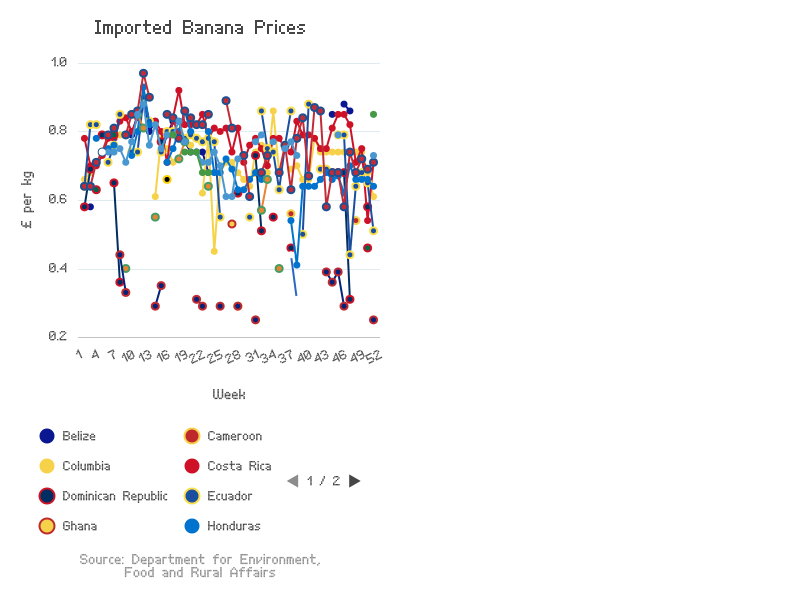 Imported Banana Prices
1.0
0.8
0.6
0.4
0.2
£ per kg
1 4 7 10 13 16 19 22 25 28 31 34 37 40 43 46 49 52
Week
Belize
Cameroon
Columbia
Costa Rica
Dominican Republic
Ecuador
Ghana
Honduras
1 / 2
Source: Department for Environment,
Food and Rural Affairs